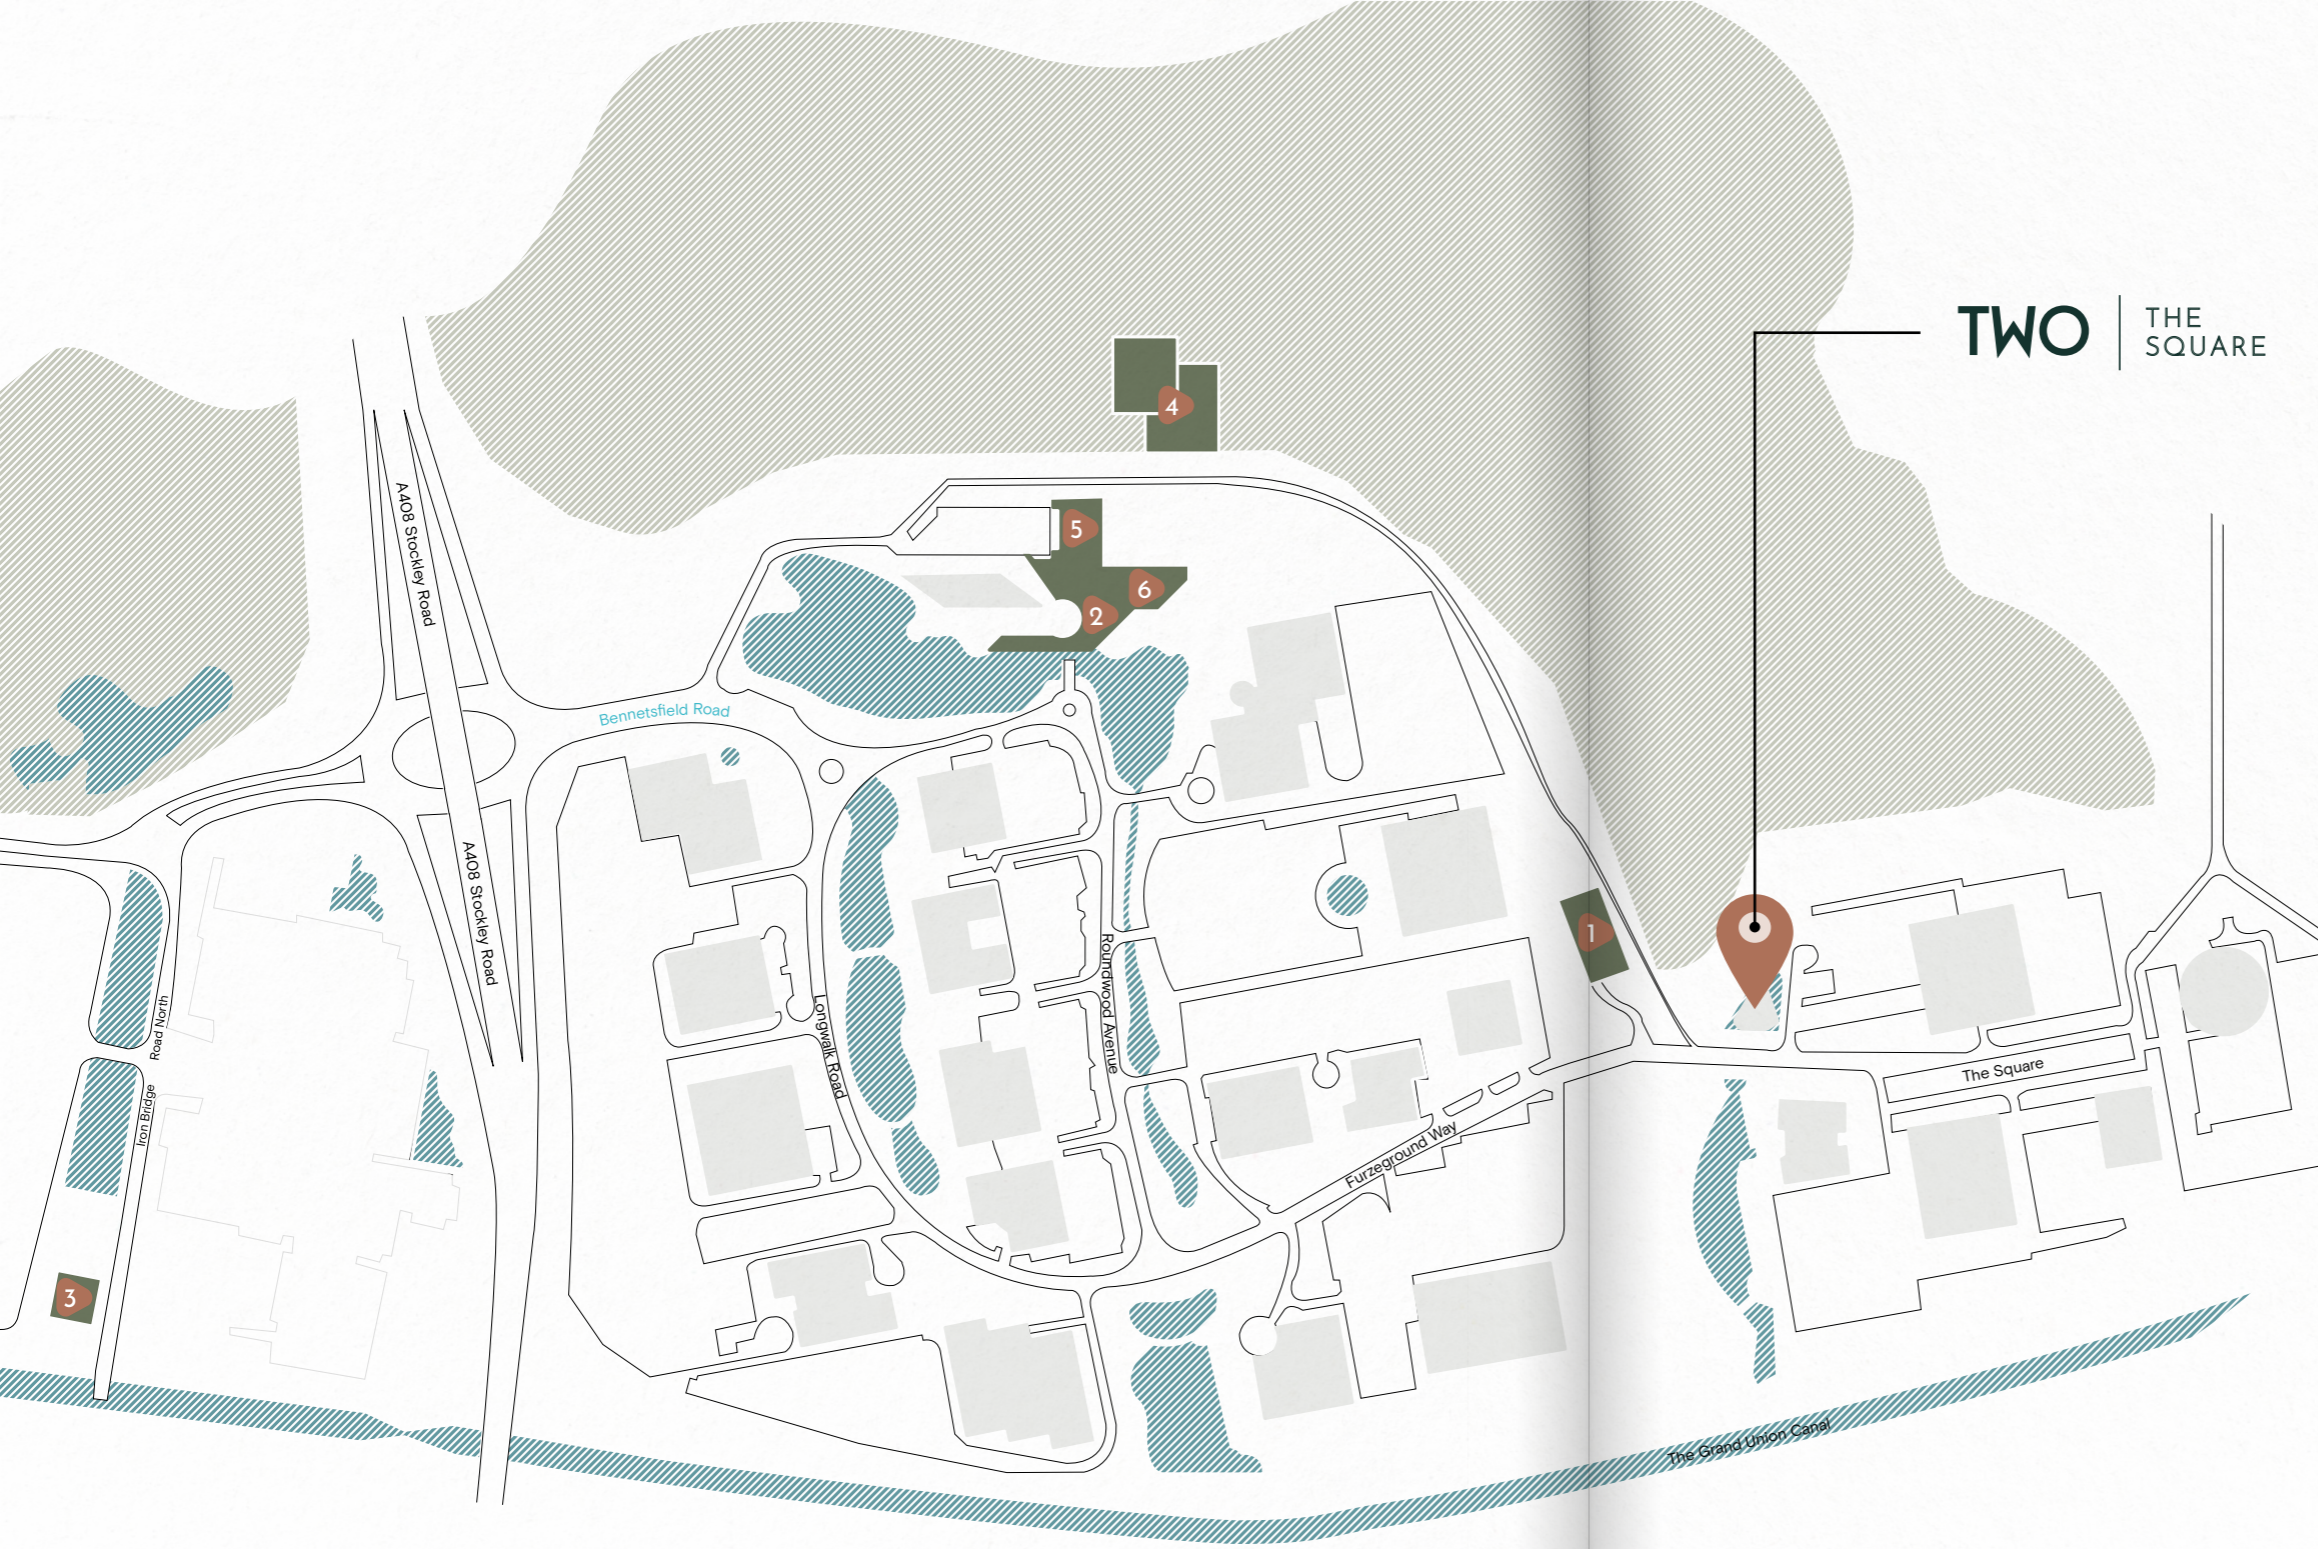 TWO
THE
SQUARE
4
A408 Stockley Road
5
6
2
Bennetsfield Road
A408 Stockley Road
1
Roundwood Avenue
Longwalk Road
Road North
Iron Bridge
The Square
Furzeground Way
3
The Grand Union Canal